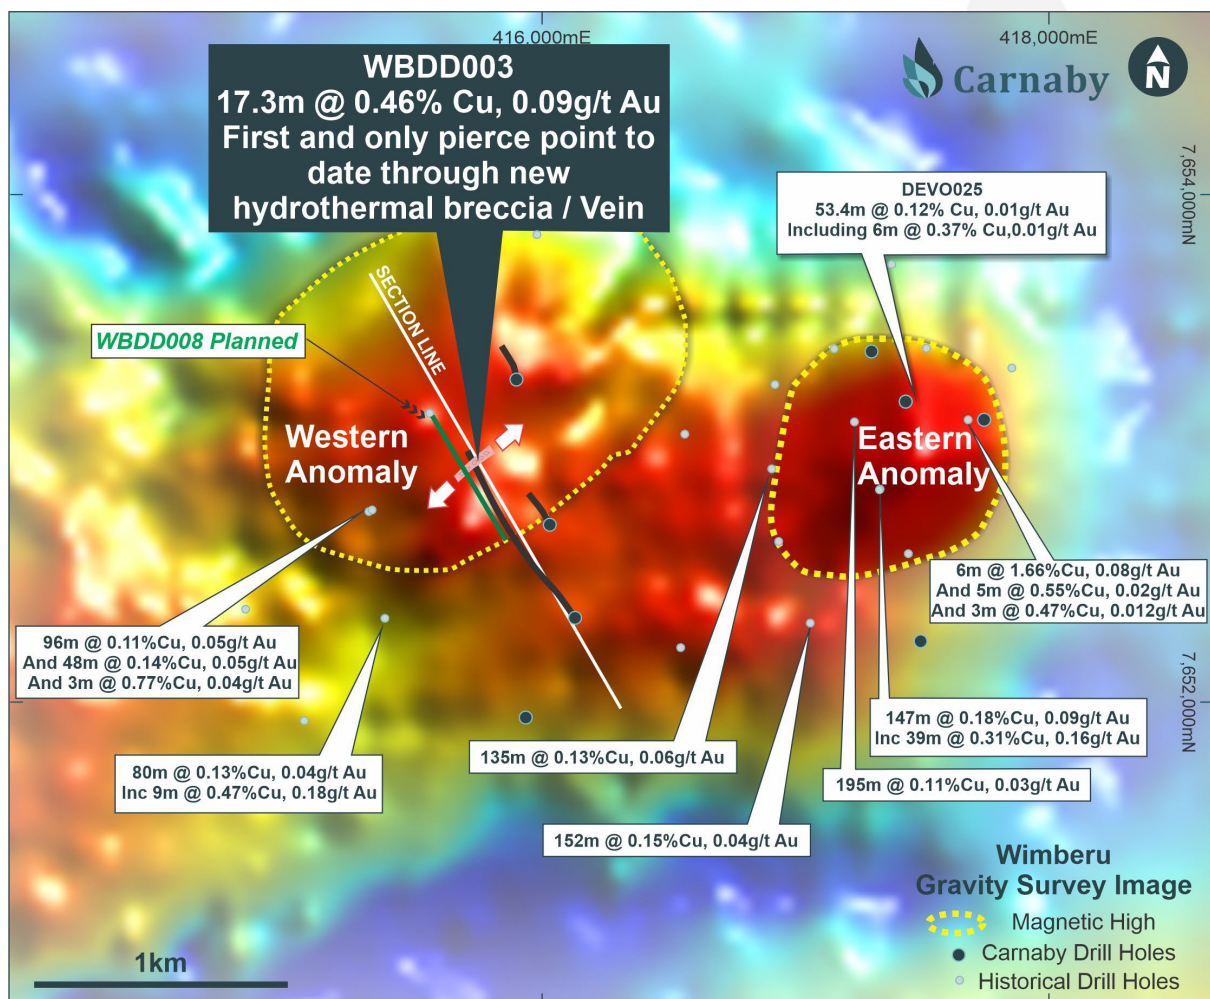 416,000mE
418,000mE
Carnaby
N
WBDD003
17.3m @ 0.46% Cu, 0.09g/t Au
First and only pierce point to
date through new
hydrothermal breccia / Vein
7,654,000mN
DEVO025
53.4m @ 0.12% Cu, 0.01g/t Au
Including 6m @ 0.37% Cu,0.01g/t Au
SECTION LINE
WBDD008 Planned
Western
Anomaly
Eastern
Anomaly
6m @ 1.66%Cu, 0.08g/t Au
And 5m @ 0.55%Cu, 0.02g/t Au
And 3m @ 0.47%Cu, 0.012g/t Au
96m @ 0.11%Cu, 0.05g/t Au
And 48m @ 0.14%Cu, 0.05g/t Au
And 3m @ 0.77%Cu, 0.04g/t Au
7,652,000mN
147m @ 0.18%Cu, 0.09g/t Au
Inc 39m @ 0.31%Cu, 0.16g/t Au
135m @ 0.13%Cu, 0.06g/t Au
80m @ 0.13%Cu, 0.04g/t Au
Inc 9m @ 0.47%Cu, 0.18g/t Au
195m @ 0.11%Cu, 0.03g/t Au
152m @ 0.15%Cu, 0.04g/t Au
Wimberu
Gravity Survey Image
Magnetic High
Carnaby Drill Holes
Historical Drill Holes
1km